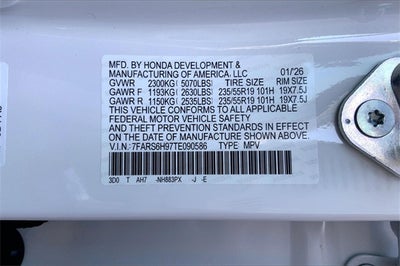 MFD. BY HONDA DEVELOPMENT &
MANUFACTURING OF AMERICA, LLC 01/26
GVWR 2300KG ( 5070LBS) TIRE SIZE RIM SIZE
GAWR F 1193KG ( 2630LBS) 235/55R19 101H 19X7.5J
GAWR R 1150KG ( 2535LBS) 235/55R19 101H 19X7.5J
THIS VEHICLE CONFORMS TO ALL APPLICABLE
FEDERAL MOTOR VEHICLE SAFETY
AND THEFT PREVENTION STANDARDS IN EFFECT ON THE
DATE OF MANUFACTURE SHOWN ABOVE.
V.I.N.: 7FARS6H97TE090586 TYPE MPV
3D0 T AH7 -NH883PX -J -E